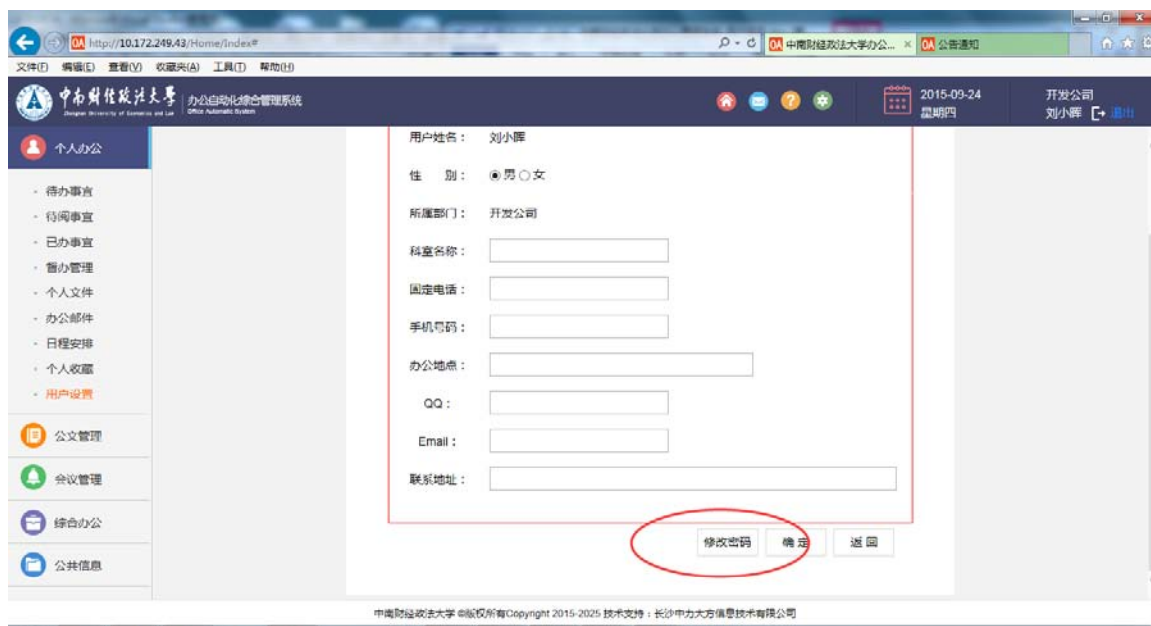 http://10.172.249.43/Home/Index#
中南财经政法大学办公... ×
公告通知
文件(F) 编辑(E) 查看(V) 收藏夹(A) 工具(T) 帮助(H)
中南财经政法大学
Zhongnan University of Economics and Law
办公自动化综合管理系统
Office Automatic System
2015-09-24
星期四
开发公司
刘小晖 退出
个人办公
待办事宜
待阅事宜
已办事宜
督办管理
个人文件
办公邮件
日程安排
个人收藏
用户设置
公文管理
会议管理
综合办公
公共信息
用户姓名： 刘小晖
性 别： 男 女
所属部门： 开发公司
科室名称：
固定电话：
手机号码：
办公地点：
QQ：
Email：
联系地址：
修改密码 确 定 返 回
中南财经政法大学 ©版权所有Copyright 2015-2025 技术支持：长沙中力大方信息技术有限公司